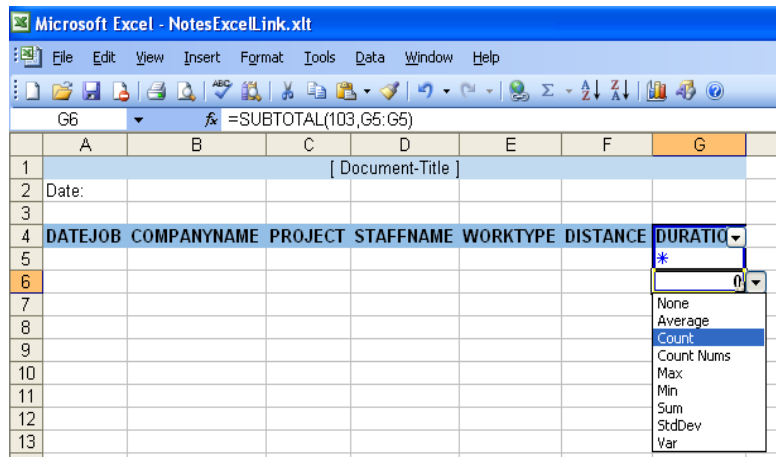 Microsoft Excel - NotesExcelLink.xlt
File Edit View Insert Format Tools Data Window Help
G6 fx =SUBTOTAL(103,G5:G5)
A B C D E F G
1 [ Document-Title ]
2 Date:
3
4 DATEJOB COMPANYNAME PROJECT STAFFNAME WORKTYPE DISTANCE DURATIO
5 *
6 0
7 None
8 Average
Count
9 Count Nums
10 Max
11 Min
12 Sum
StdDev
13 Var